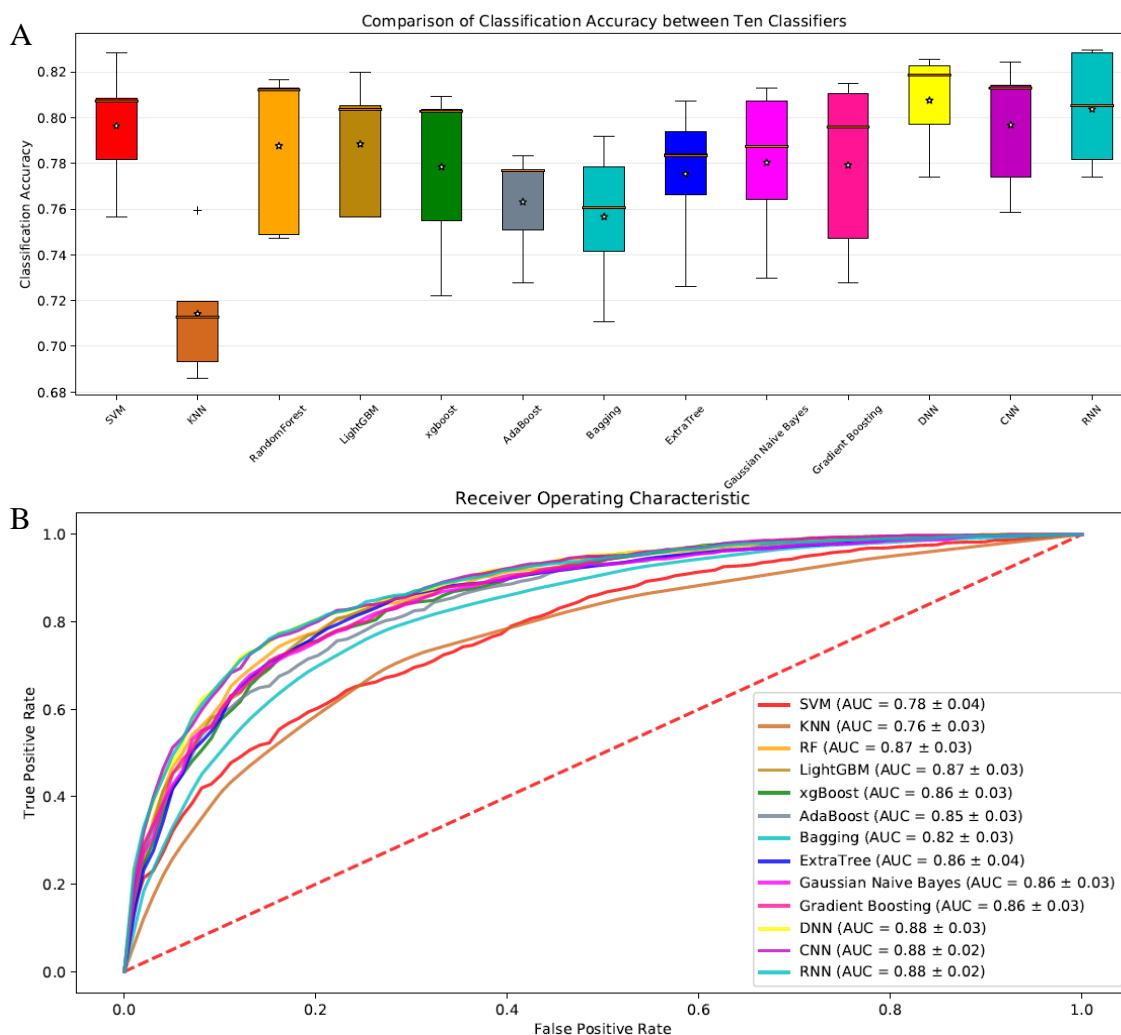 A
Comparison of Classification Accuracy between Ten Classifiers
Classification Accuracy
0.82
0.80
0.78
0.76
0.74
0.72
0.70
0.68
SVM
KNN
RandomForest
LightGBM
xgboost
AdaBoost
Bagging
ExtraTree
Gaussian Naive Bayes
Gradient Boosting
DNN
CNN
RNN
B
Receiver Operating Characteristic
True Positive Rate
1.0
0.8
0.6
0.4
0.2
0.0
SVM (AUC = 0.78 ± 0.04)
KNN (AUC = 0.76 ± 0.03)
RF (AUC = 0.87 ± 0.03)
LightGBM (AUC = 0.87 ± 0.03)
xgBoost (AUC = 0.86 ± 0.03)
AdaBoost (AUC = 0.85 ± 0.03)
Bagging (AUC = 0.82 ± 0.03)
ExtraTree (AUC = 0.86 ± 0.04)
Gaussian Naive Bayes (AUC = 0.86 ± 0.03)
Gradient Boosting (AUC = 0.86 ± 0.03)
DNN (AUC = 0.88 ± 0.03)
CNN (AUC = 0.88 ± 0.02)
RNN (AUC = 0.88 ± 0.02)
0.0 0.2 0.4 0.6 0.8 1.0
False Positive Rate